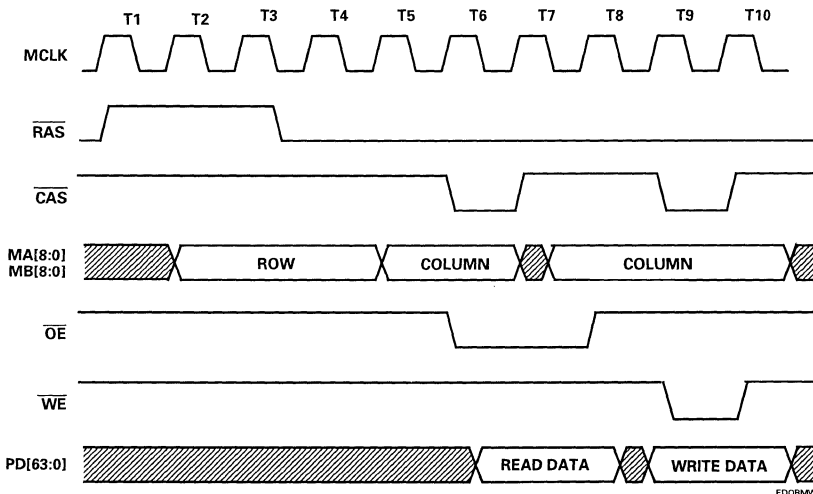 T1 T2 T3 T4 T5 T6 T7 T8 T9 T10
MCLK
RAS
CAS
MA[8:0]
MB[8:0]
ROW COLUMN COLUMN
OE
WE
PD[63:0] READ DATA WRITE DATA